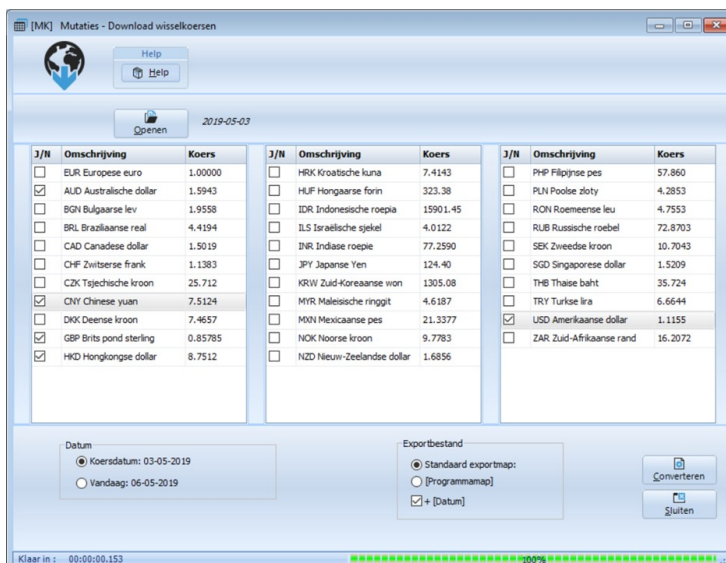 [MK] Mutaties - Download wisselkoersen
Help
Help
Openen
2019-05-03
J/N Omschrijving Koers
EUR Europese euro 1.00000
AUD Australische dollar 1.5943
BGN Bulgaarse lev 1.9558
BRL Braziliaanse real 4.4194
CAD Canadese dollar 1.5019
CHF Zwitserse frank 1.1383
CZK Tsjechische kroon 25.712
CNY Chinese yuan 7.5124
DKK Deense kroon 7.4657
GBP Brits pond sterling 0.85785
HKD Hongkongse dollar 8.7512
J/N Omschrijving Koers
HRK Kroatische kuna 7.4143
HUF Hongaarse forin 323.38
IDR Indonesische roepia 15901.45
ILS Israëlische sjekel 4.0122
INR Indiase roepie 77.2590
JPY Japanse Yen 124.40
KRW Zuid-Koreaanse won 1305.08
MYR Maleisische ringgit 4.6187
MXN Mexicaanse pes 21.3377
NOK Noorse kroon 9.7783
NZD Nieuw-Zeelandse dollar 1.6856
J/N Omschrijving Koers
PHP Filipijnse pes 57.860
PLN Poolse zloty 4.2853
RON Roemeense leu 4.7553
RUB Russische roebel 72.8703
SEK Zweedse kroon 10.7043
SGD Singaporese dollar 1.5209
THB Thaise baht 35.724
TRY Turkse lira 6.6644
USD Amerikaanse dollar 1.1155
ZAR Zuid-Afrikaanse rand 16.2072
Datum
Koersdatum: 03-05-2019
Vandaag: 06-05-2019
Exportbestand
Standaard exportmap:
[Programmamap]
+ [Datum]
Converteren
Sluiten
Klaar in : 00:00:00.153
100%